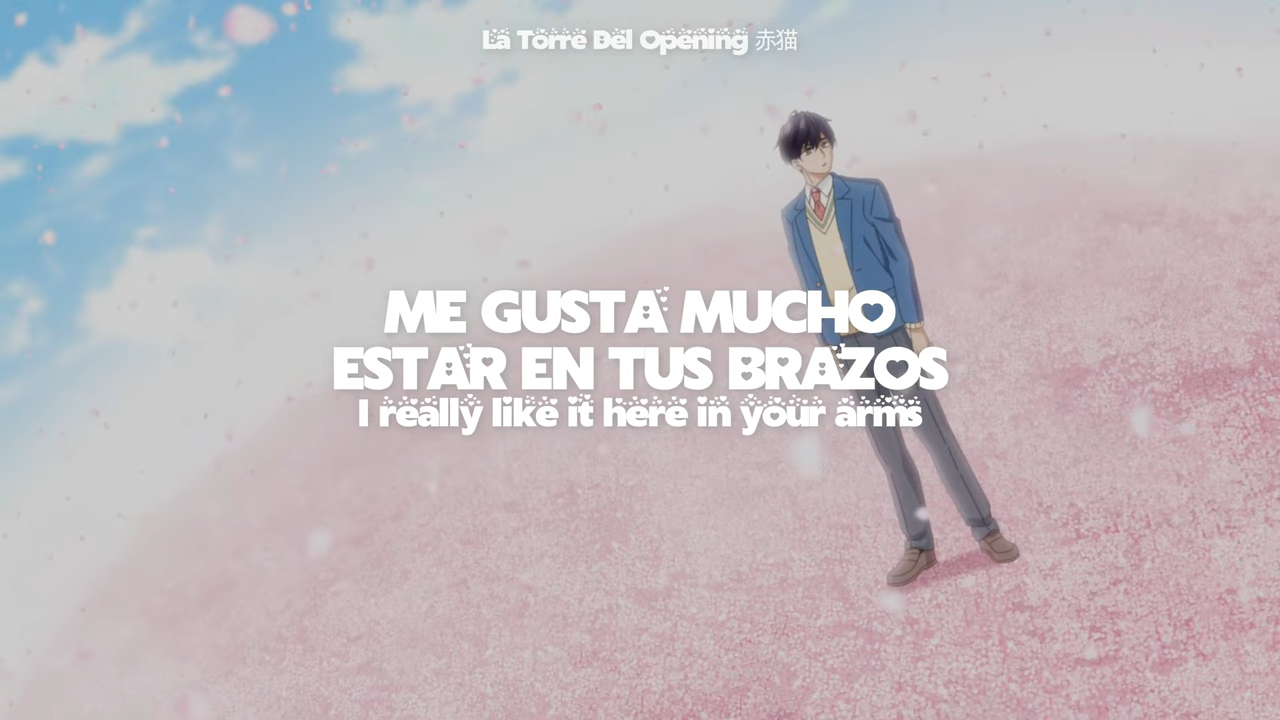 La Torre Del Opening 赤猫
ME GUSTA MUCHO
ESTAR EN TUS BRAZOS
I really like it here in your arms